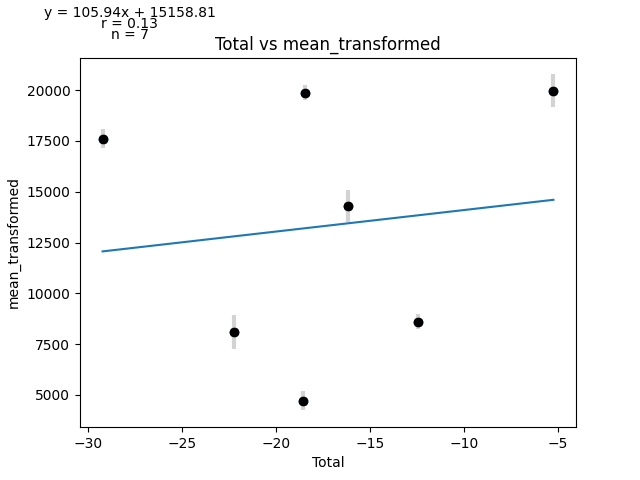 y = 105.94x + 15158.81
r = 0.13
n = 7
Total vs mean_transformed
mean_transformed
20000
17500
15000
12500
10000
7500
5000
−30
−25
−20
−15
−10
−5
Total